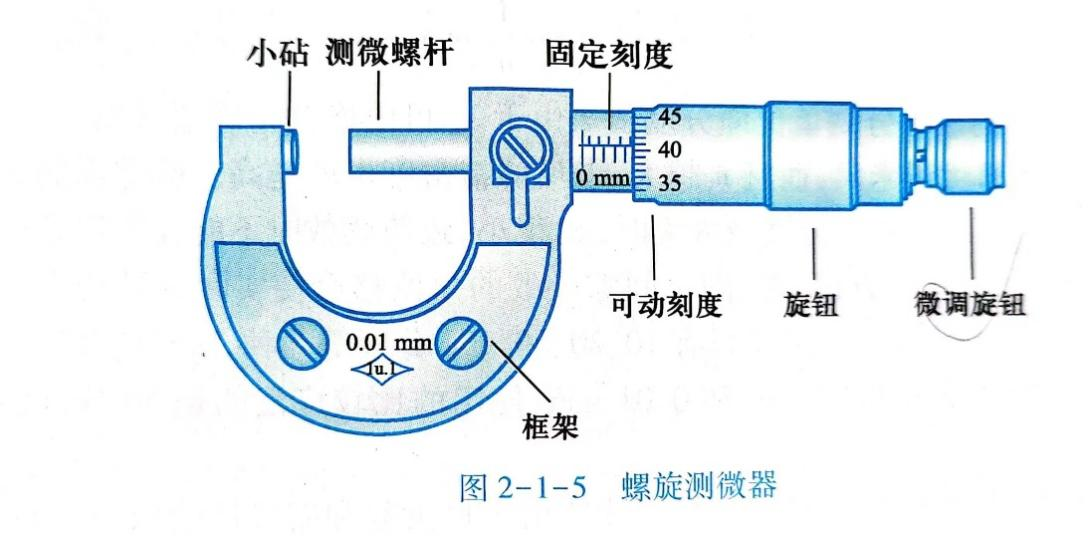 小砧 测微螺杆 固定刻度
45
40
0 mm 35
可动刻度 旋钮 微调旋钮
0.01 mm
框架
图 2-1-5 螺旋测微器